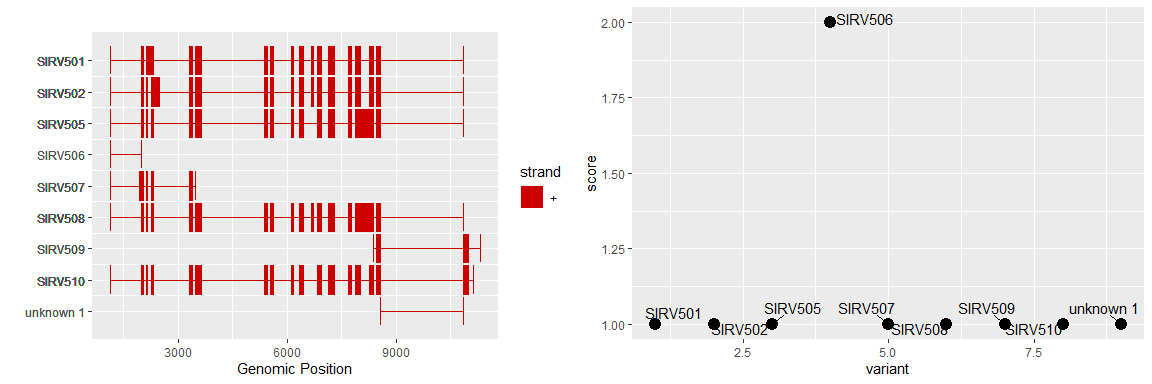 SIRV501
SIRV502
SIRV505
SIRV506
SIRV507
SIRV508
SIRV509
SIRV510
unknown 1
3000
6000
9000
Genomic Position
strand
+
score
2.00
1.75
1.50
1.25
1.00
SIRV506
SIRV501
SIRV502
SIRV505
SIRV507
SIRV508
SIRV509
SIRV510
unknown 1
2.5
5.0
7.5
variant